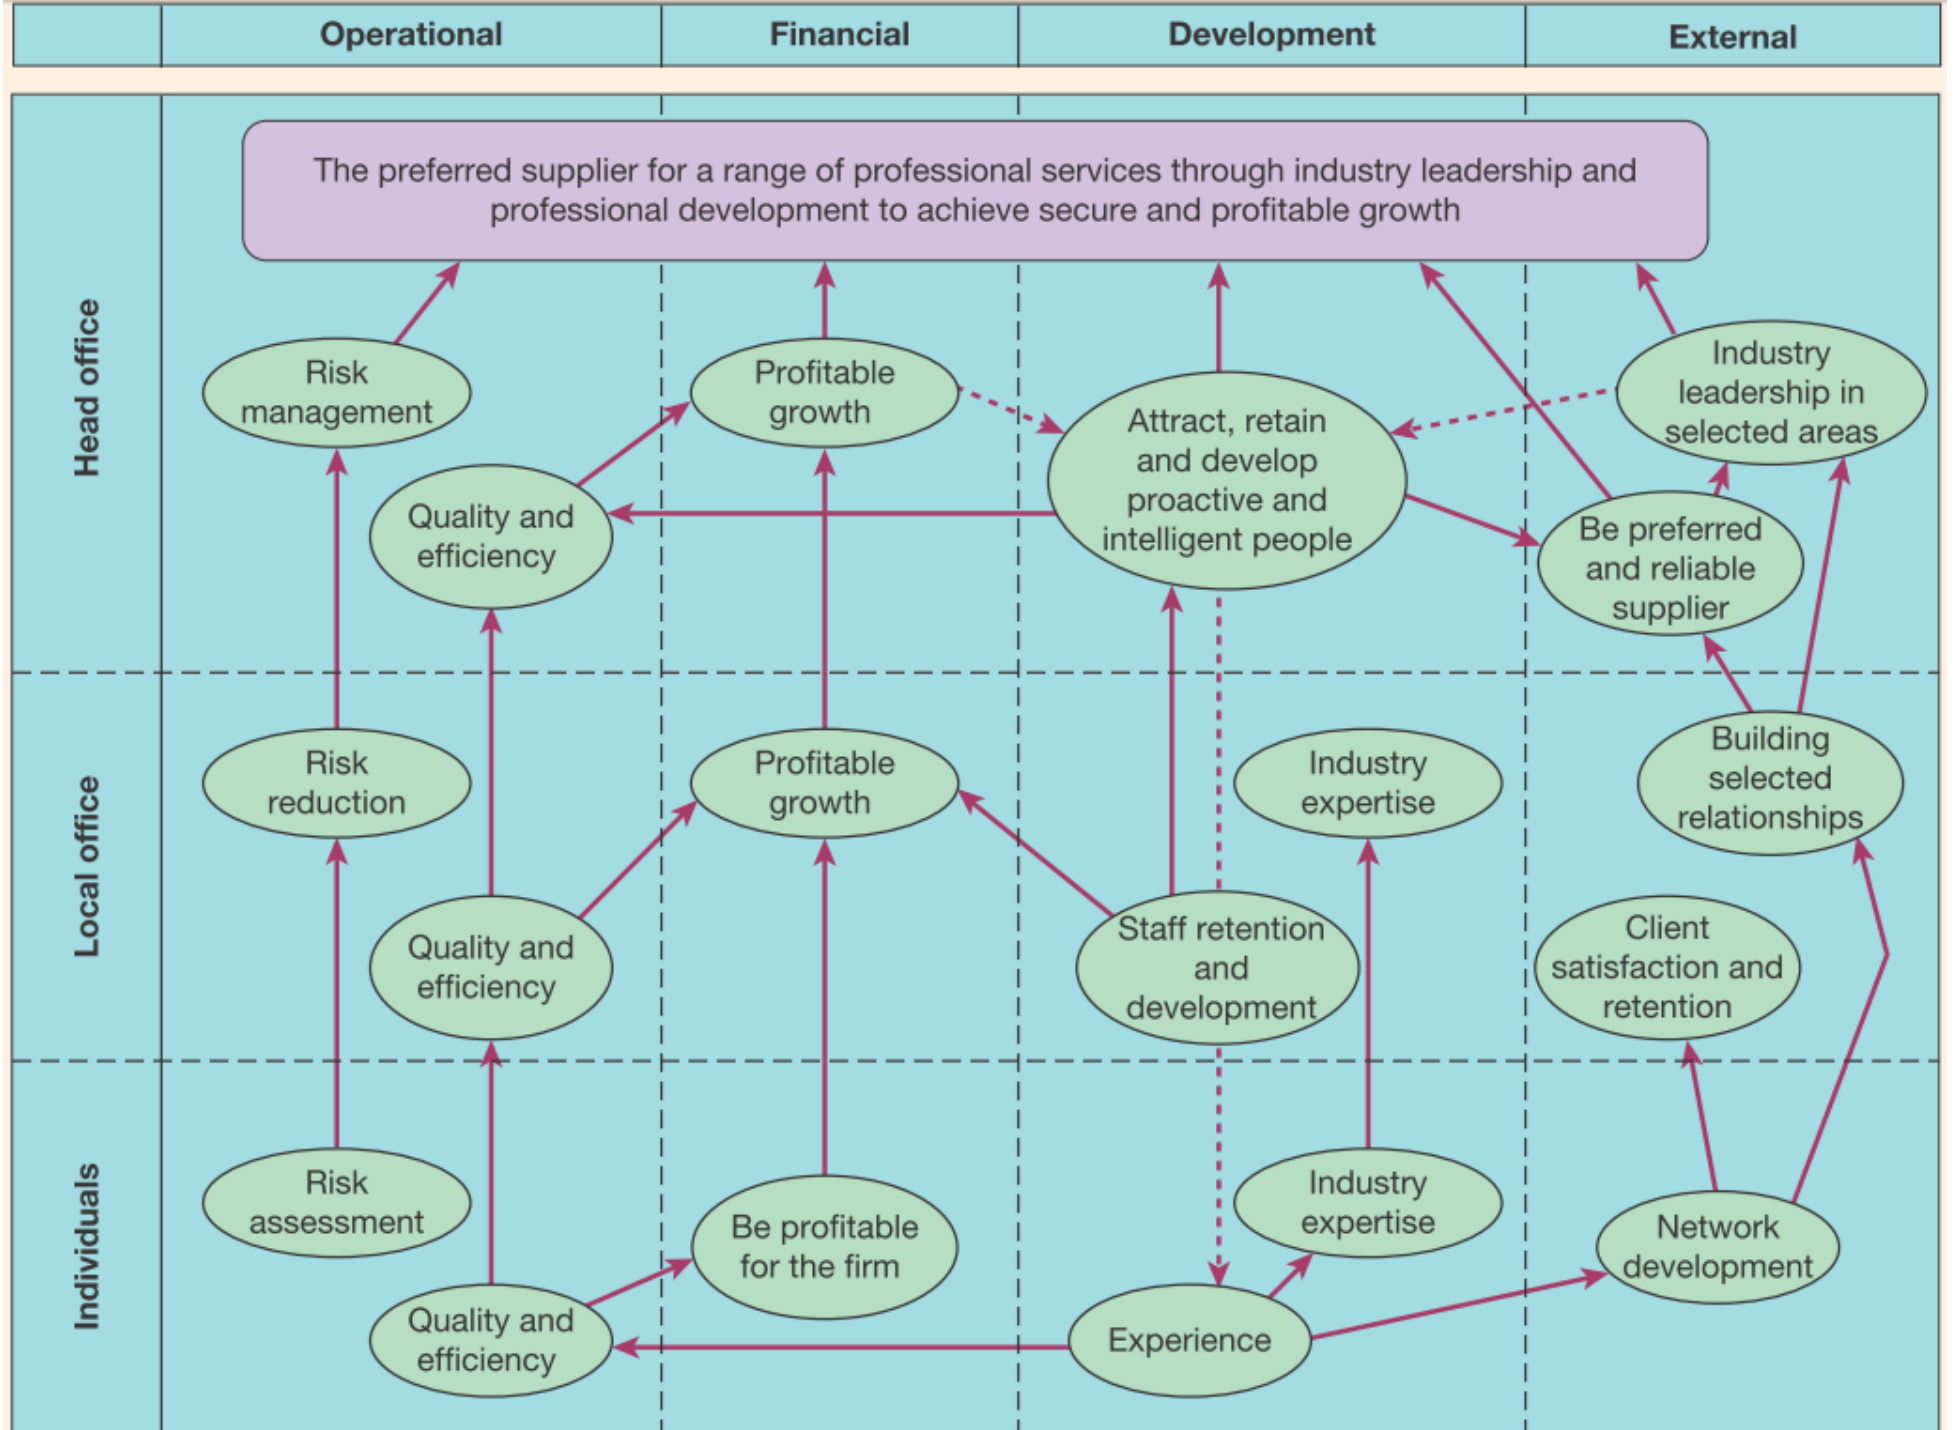 Operational
Financial
Development
External
The preferred supplier for a range of professional services through industry leadership and
professional development to achieve secure and profitable growth
Head office
Risk
management
Profitable
growth
Attract, retain
and develop
proactive and
intelligent people
Industry
leadership in
selected areas
Quality and
efficiency
Be preferred
and reliable
supplier
Local office
Risk
reduction
Profitable
growth
Industry
expertise
Building
selected
relationships
Quality and
efficiency
Staff retention
and
development
Client
satisfaction and
retention
Individuals
Risk
assessment
Be profitable
for the firm
Industry
expertise
Network
development
Quality and
efficiency
Experience